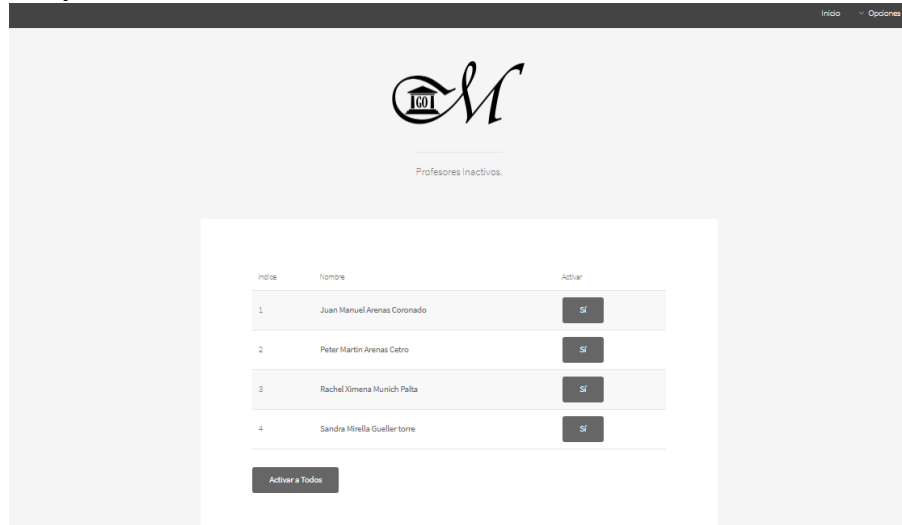 Inicio Opciones
IGOI M
Profesores Inactivos.
Indice Nombre Activar
1 Juan Manuel Arenas Coronado Sí
2 Peter Martin Arenas Cetro Sí
3 Rachel Ximena Munich Palta Sí
4 Sandra Mirella Gueller torre Sí
Activar a Todos